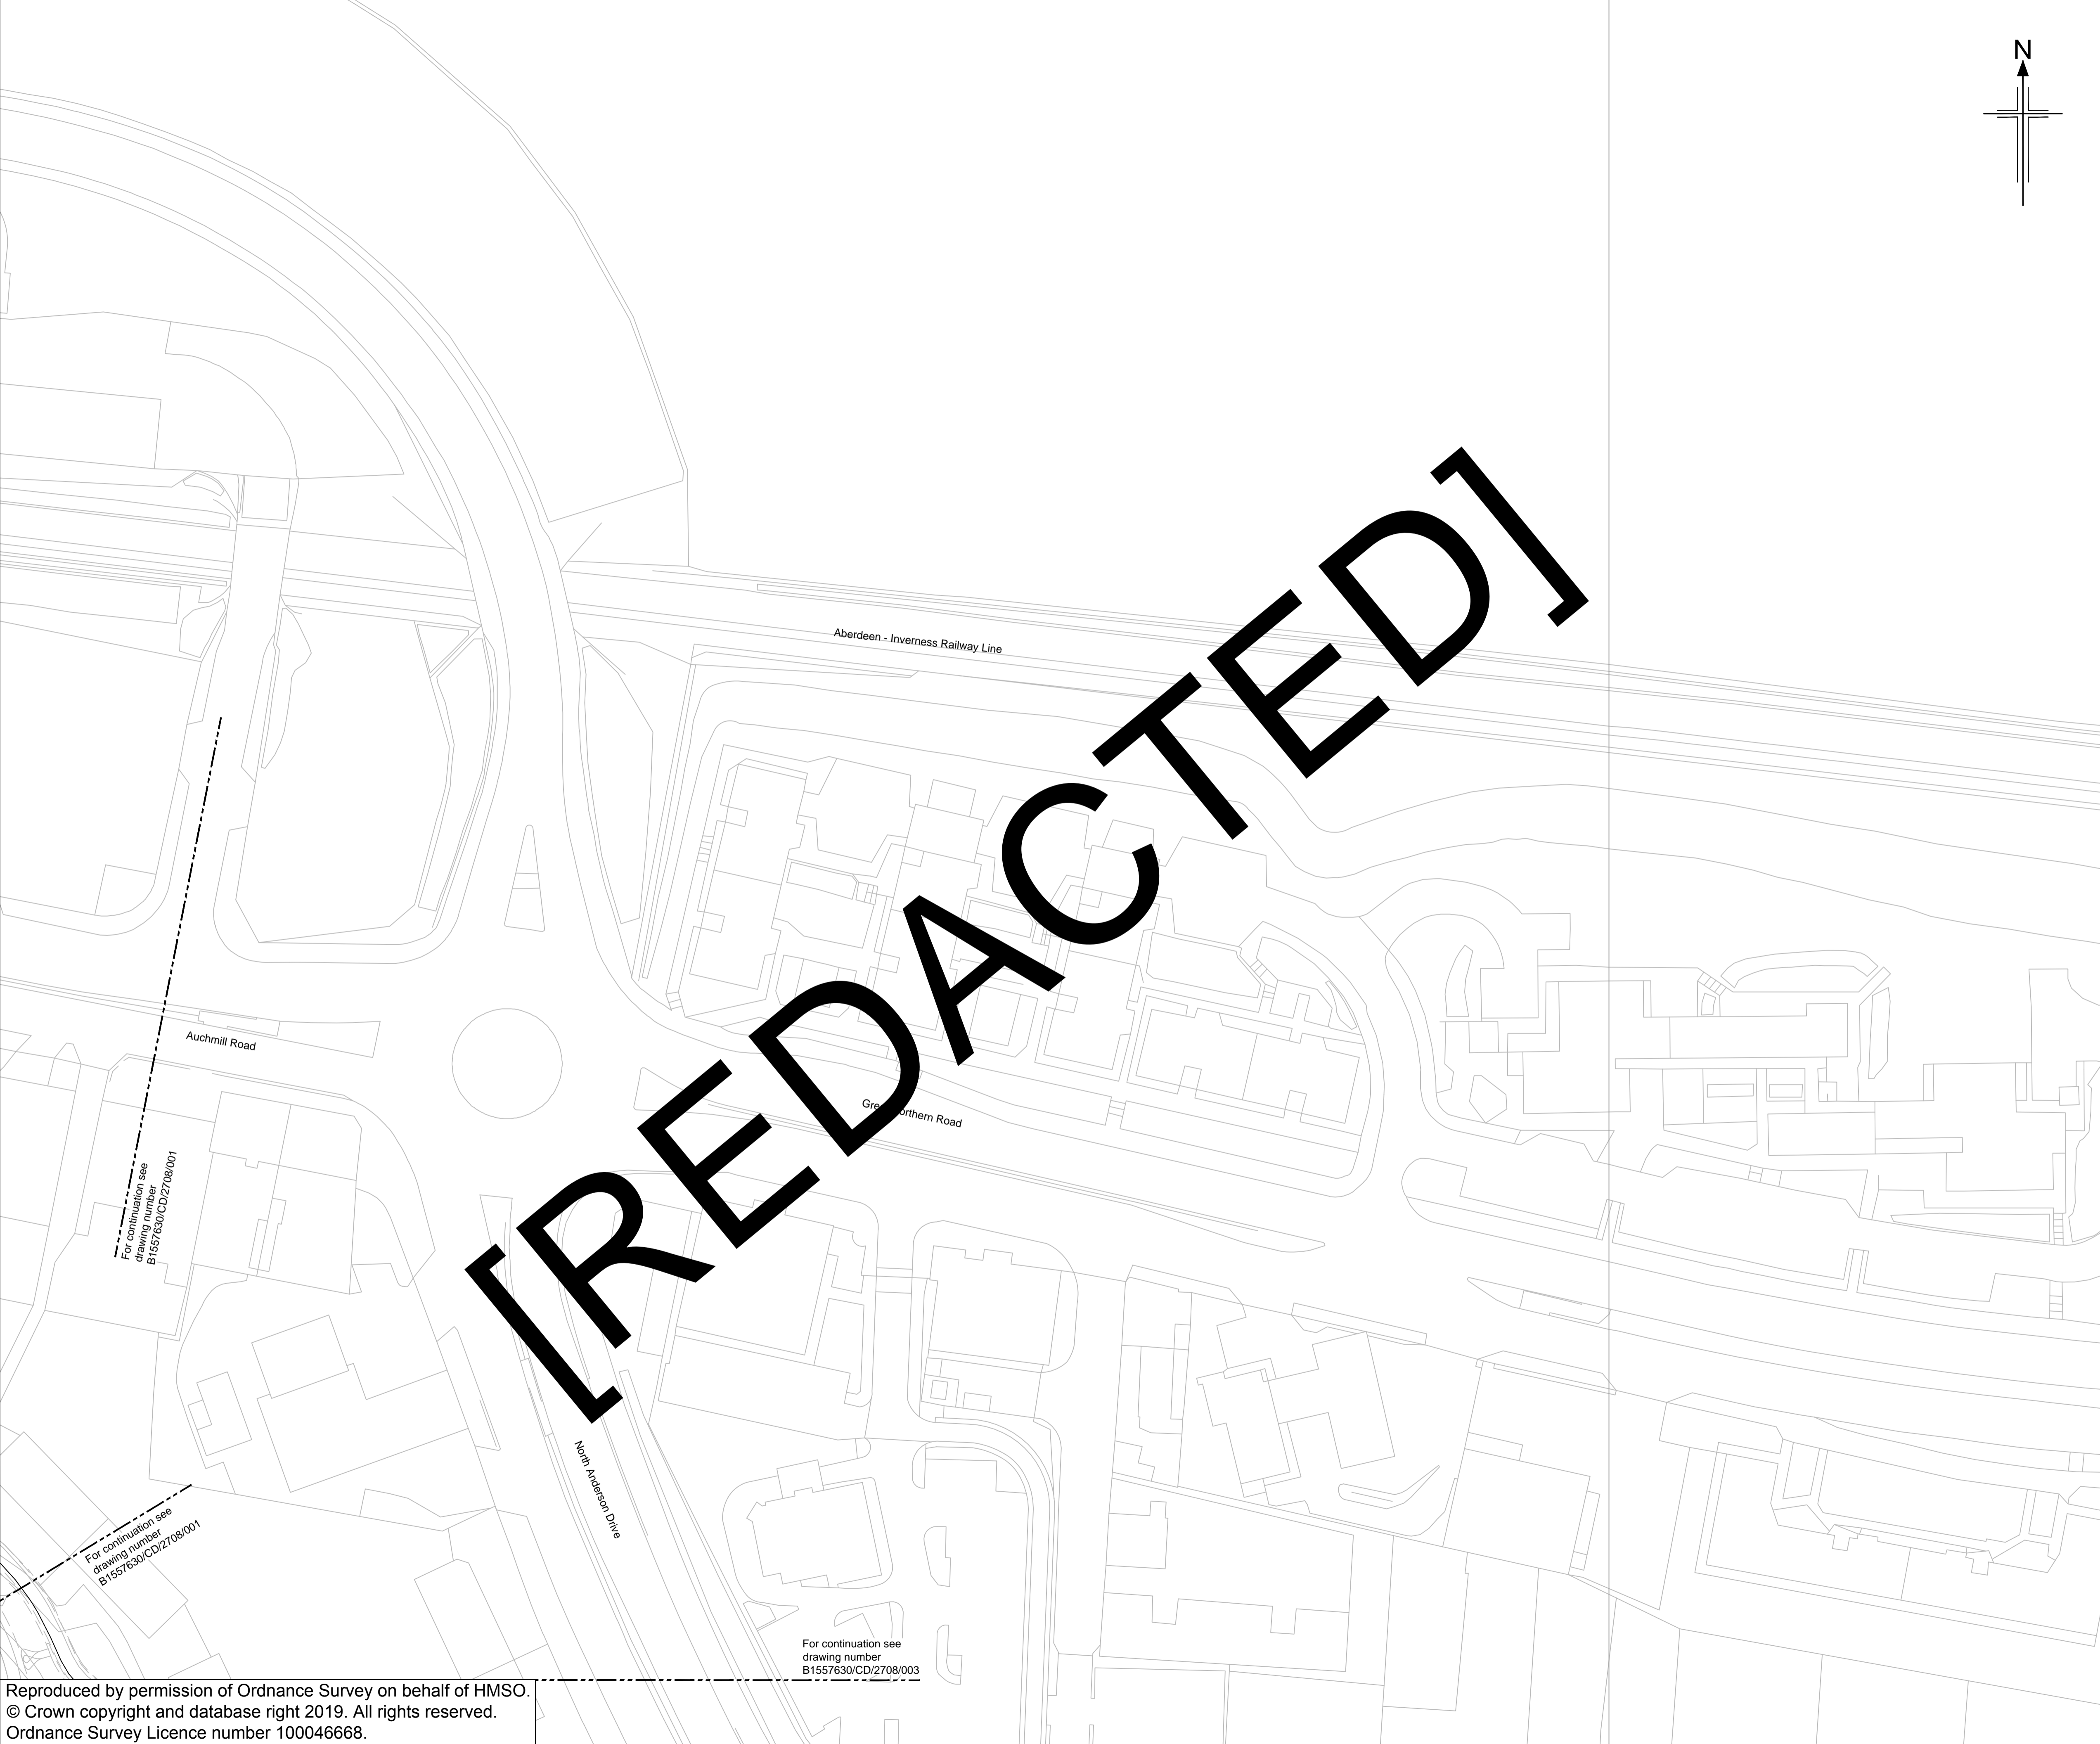 N
Aberdeen - Inverness Railway Line
[REDACTED]
Auchmill Road
Northern Road
For continuation see
drawing number
B1557630/CD/2708/001
North Anderson Drive
For continuation see
drawing number
B1557630/CD/2708/001
For continuation see
drawing number
B1557630/CD/2708/003
Reproduced by permission of Ordnance Survey on behalf of HMSO.
© Crown copyright and database right 2019. All rights reserved.
Ordnance Survey Licence number 100046668.